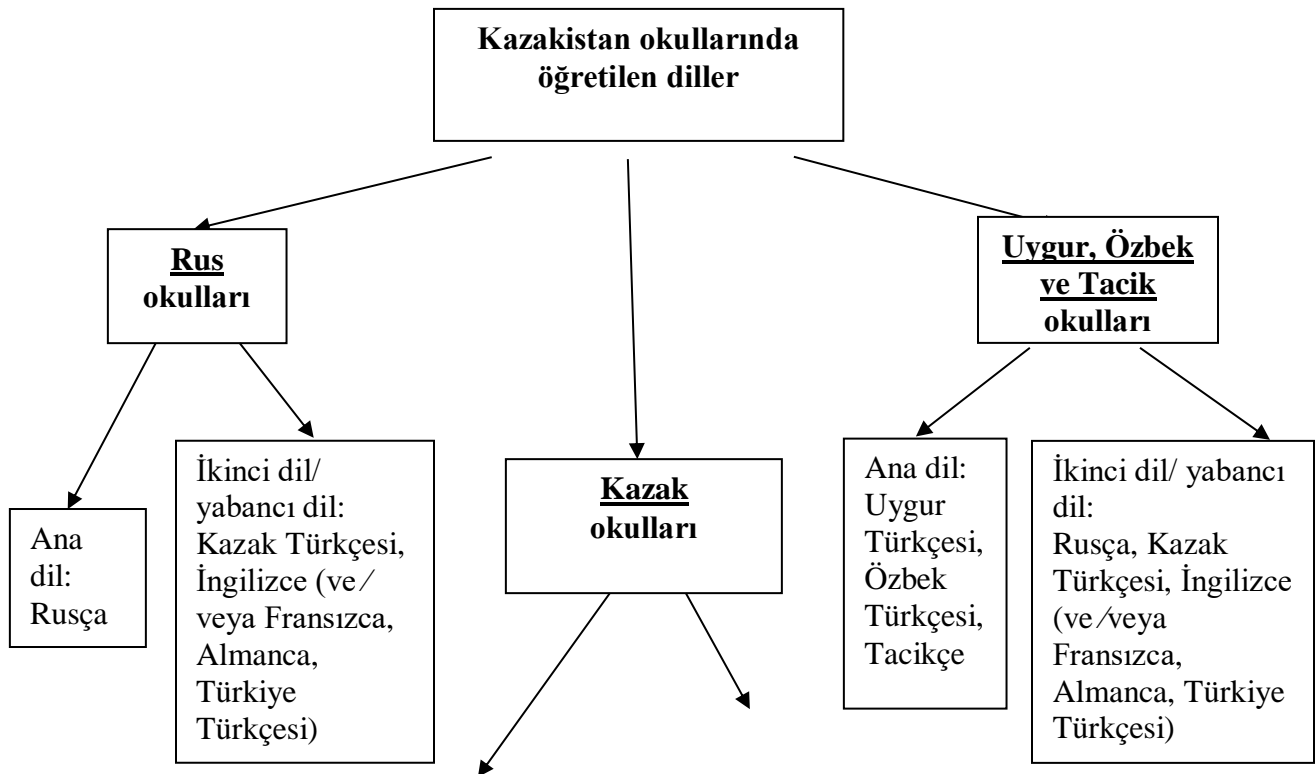 Kazakistan okullarında
öğretilen diller
Rus
okulları
Uygur, Özbek
ve Tacik
okulları
Ana
dil:
Rusça
İkinci dil/
yabancı dil:
Kazak Türkçesi,
İngilizce (ve ⁄
veya Fransızca,
Almanca,
Türkiye
Türkçesi)
Kazak
okulları
Ana dil:
Uygur
Türkçesi,
Özbek
Türkçesi,
Tacikçe
İkinci dil/ yabancı
dil:
Rusça, Kazak
Türkçesi, İngilizce
(ve ⁄veya
Fransızca,
Almanca, Türkiye
Türkçesi)